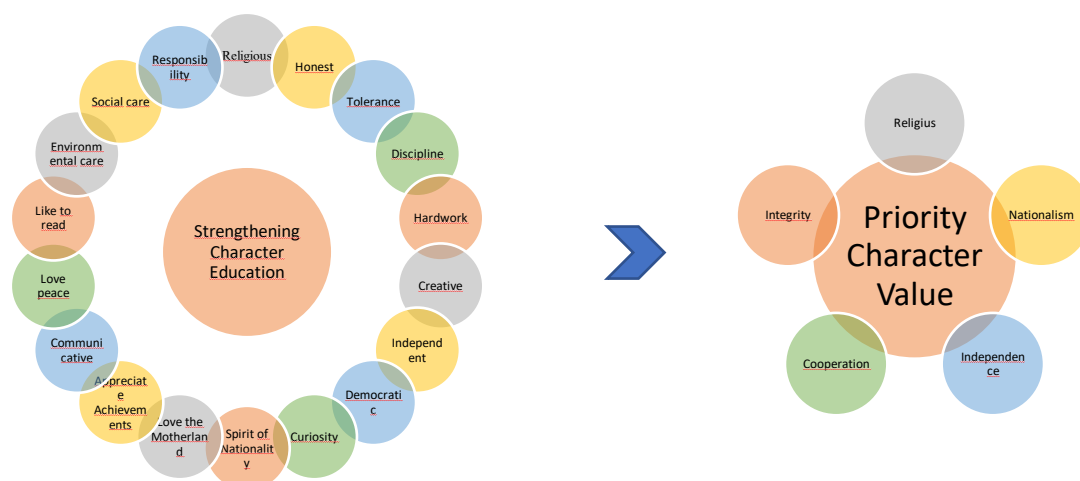 Religious
Honest
Tolerance
Discipline
Hardwork
Creative
Independ
ent
Democrati
c
Curiosity
Spirit of
Nationalit
y
Love the
Motherlan
d
Appreciat
e
Achievem
ents
Communi
cative
Love
peace
Like to
read
Environm
ental care
Social care
Responsib
ility
Strengthening
Character
Education
Religius
Nationalism
Independen
ce
Cooperation
Integrity
Priority
Character
Value